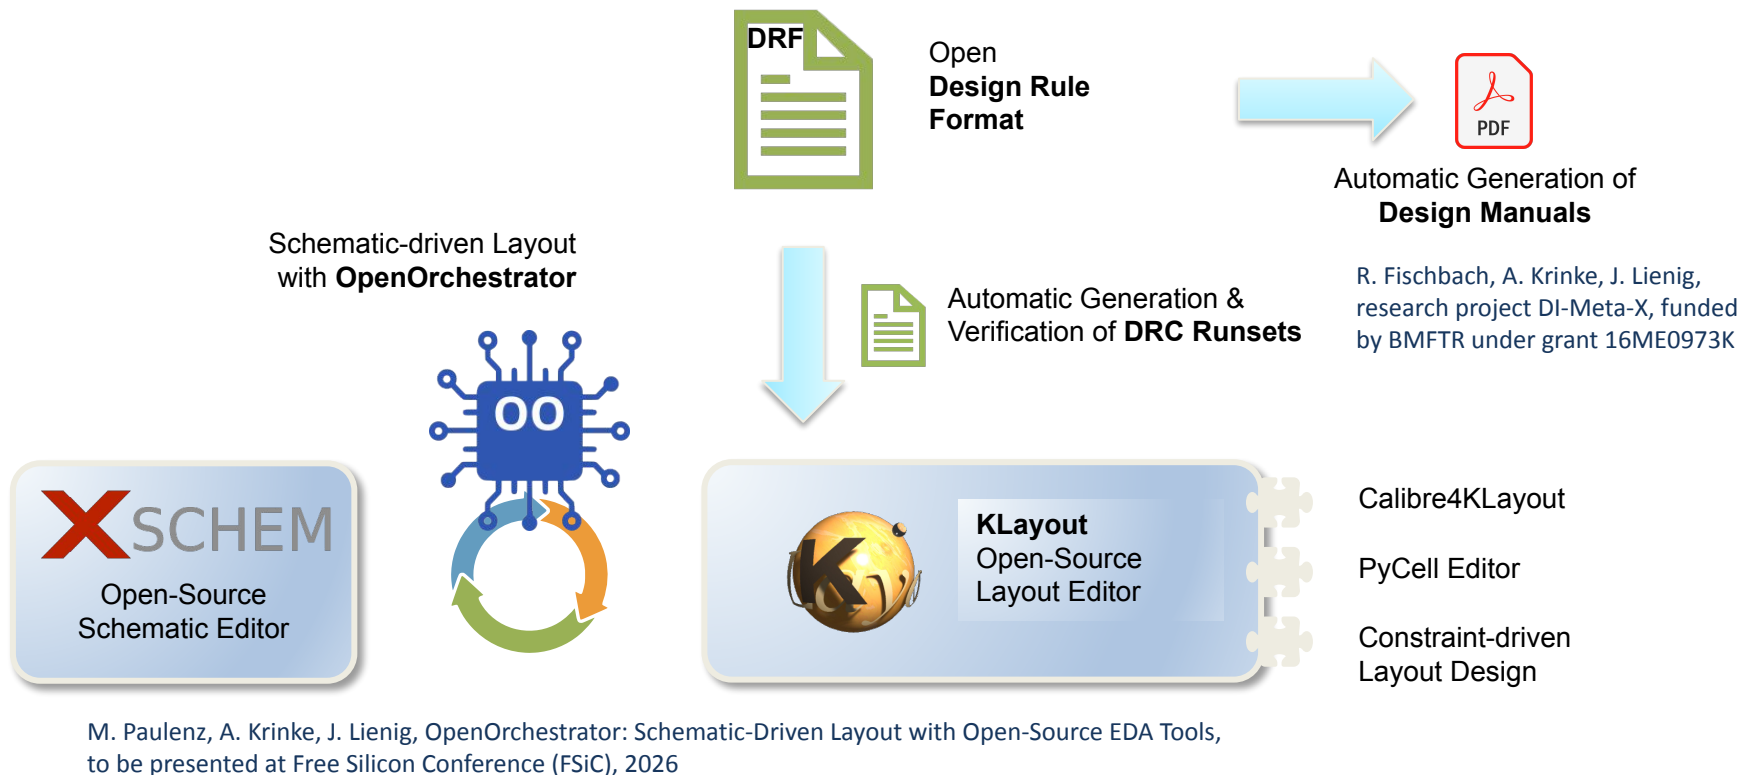 DRF
Open
Design Rule
Format
PDF
Automatic Generation of
Design Manuals
R. Fischbach, A. Krinke, J. Lienig,
research project DI-Meta-X, funded
by BMFTR under grant 16ME0973K
Schematic-driven Layout
with OpenOrchestrator
Automatic Generation &
Verification of DRC Runsets
OO
XSCHEM
Open-Source
Schematic Editor
KLayout
Open-Source
Layout Editor
Calibre4KLayout
PyCell Editor
Constraint-driven
Layout Design
M. Paulenz, A. Krinke, J. Lienig, OpenOrchestrator: Schematic-Driven Layout with Open-Source EDA Tools,
to be presented at Free Silicon Conference (FSiC), 2026